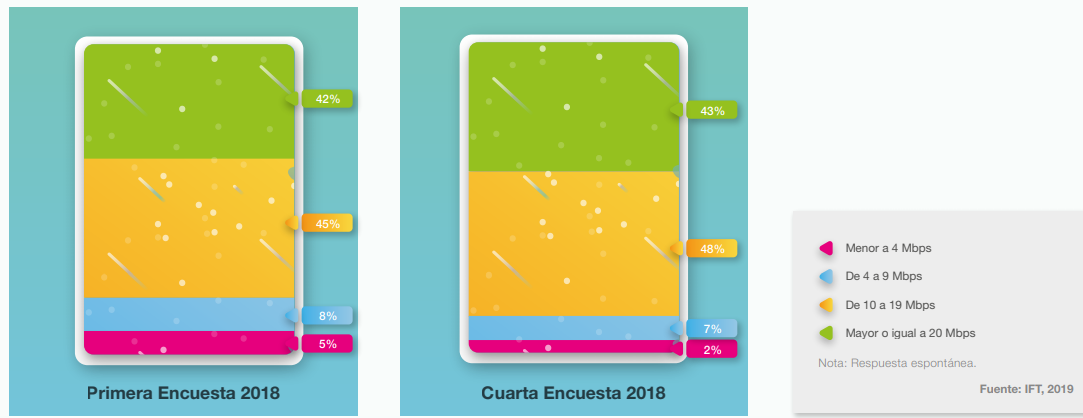 42%
45%
8%
5%
Primera Encuesta 2018
43%
48%
7%
2%
Cuarta Encuesta 2018
Menor a 4 Mbps
De 4 a 9 Mbps
De 10 a 19 Mbps
Mayor o igual a 20 Mbps
Nota: Respuesta espontánea.
Fuente: IFT, 2019